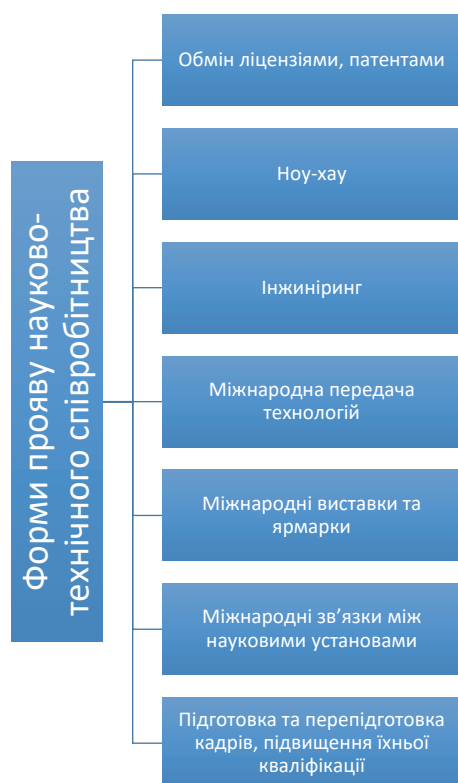 Форми прояву науково-
технічного співробітництва
Обмін ліцензіями, патентами
Ноу-хау
Інжиніринг
Міжнародна передача
технологій
Міжнародні виставки та
ярмарки
Міжнародні зв’язки між
науковими установами
Підготовка та перепідготовка
кадрів, підвищення їхньої
кваліфікації